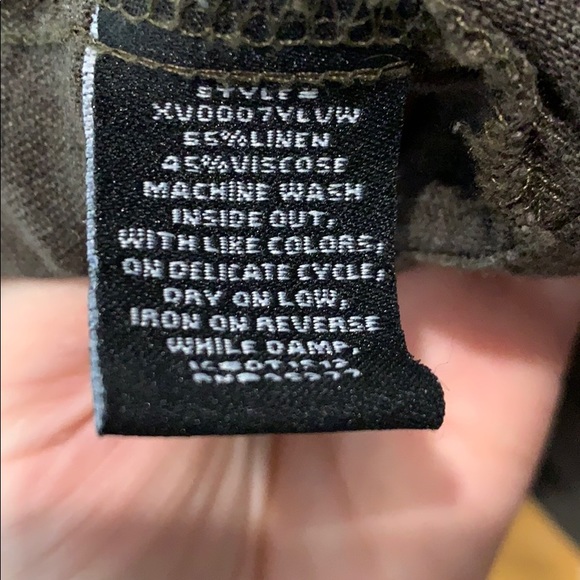 STYLE#
XV0007YLVW
55%LINEN
45%VISCOSE
MACHINE WASH
INSIDE OUT,
WITH LIKE COLORS,
ON DELICATE CYCLE,
DRY ON LOW,
IRON ON REVERSE
WHILE DAMP,